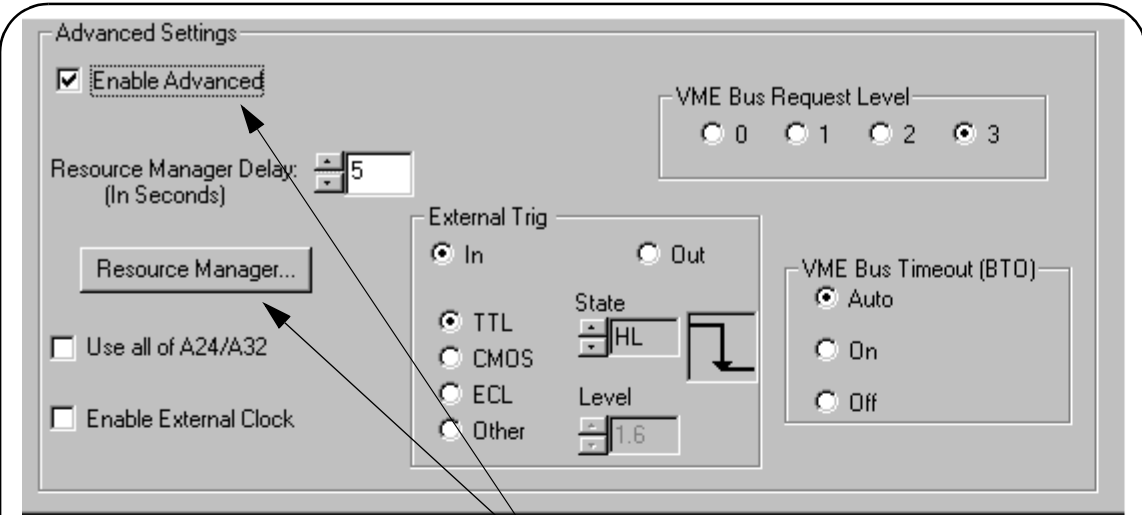 Advanced Settings
Enable Advanced
VME Bus Request Level
0 1 2 3
Resource Manager Delay: 5
(In Seconds)
External Trig
In Out
Resource Manager...
VME Bus Timeout (BTO)
Auto
State
TTL HL
Use all of A24/A32
CMOS
On
ECL Level
Off
Enable External Clock
Other 1.6